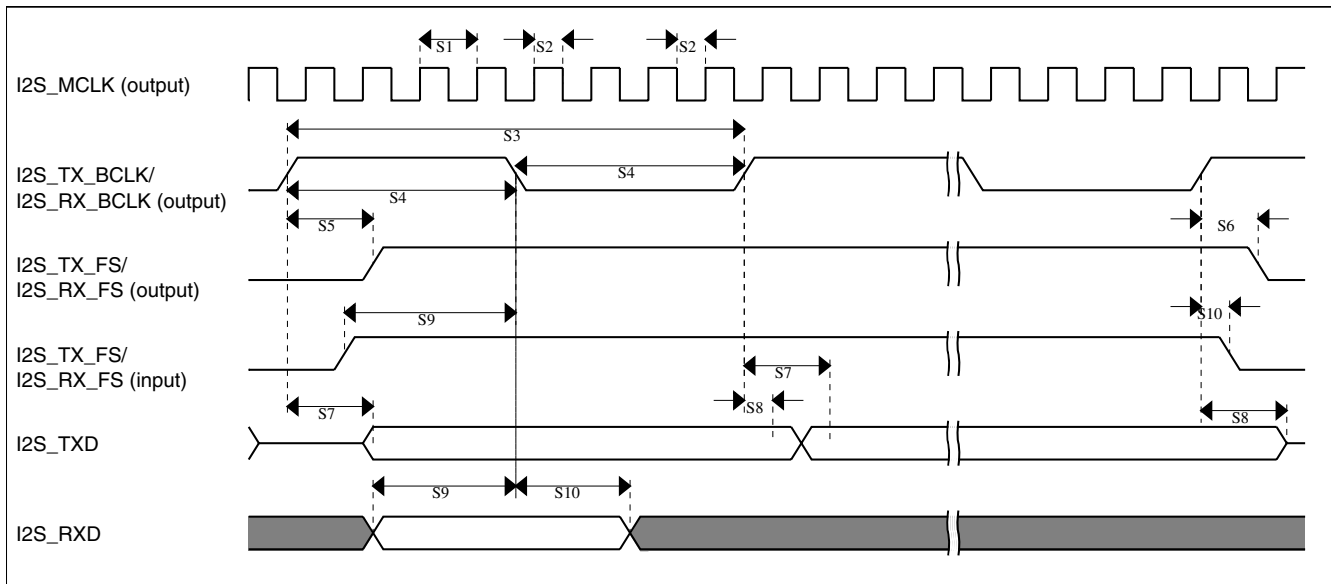 S1
S2
S2
I2S_MCLK (output)
S3
I2S_TX_BCLK/
I2S_RX_BCLK (output)
S4
S4
S5
S6
I2S_TX_FS/
I2S_RX_FS (output)
S9
S10
I2S_TX_FS/
I2S_RX_FS (input)
S7
S7
S8
S8
I2S_TXD
S9
S10
I2S_RXD